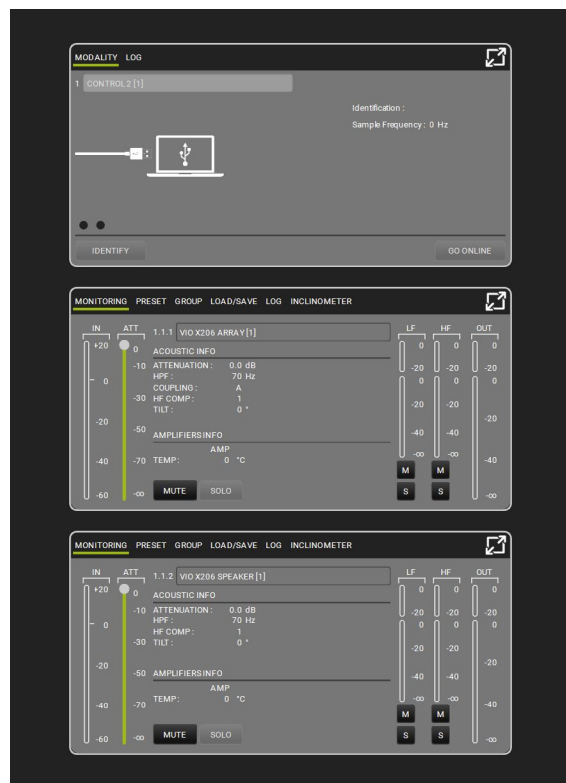 MODALITY LOG
1 CONTROL2 [1]
Identification :
Sample Frequency : 0 Hz
IDENTIFY GO ONLINE
MONITORING PRESET GROUP LOAD/SAVE LOG INCLINOMETER
IN ATT 1.1.1 VIO X206 ARRAY[1] LF HF OUT
+20 0 ACOUSTIC INFO 0 0 0
-10 ATTENUATION : 0.0 dB -20 -20
0 HPF : 70 Hz 0 0
COUPLING : A
-30 HF COMP : 1 -20 -20
TILT : 0 °
-20 -20
-50 AMPLIFIERS INFO -40 -40
AMP
-40 -70 TEMP: 0 °C -∞ -∞ -40
M M
-60 -∞ MUTE SOLO S S -∞
MONITORING PRESET GROUP LOAD/SAVE LOG INCLINOMETER
IN ATT 1.1.2 VIO X206 SPEAKER[1] LF HF OUT
+20 0 ACOUSTIC INFO 0 0 0
-10 ATTENUATION : 0.0 dB -20 -20
0 HPF : 70 Hz 0 0
HF COMP : 1
-30 TILT : 0 ° -20 -20
-20 -20
-50 AMPLIFIERS INFO -40 -40
AMP
-40 -70 TEMP: 0 °C -∞ -∞ -40
M M
-60 -∞ MUTE SOLO S S -∞